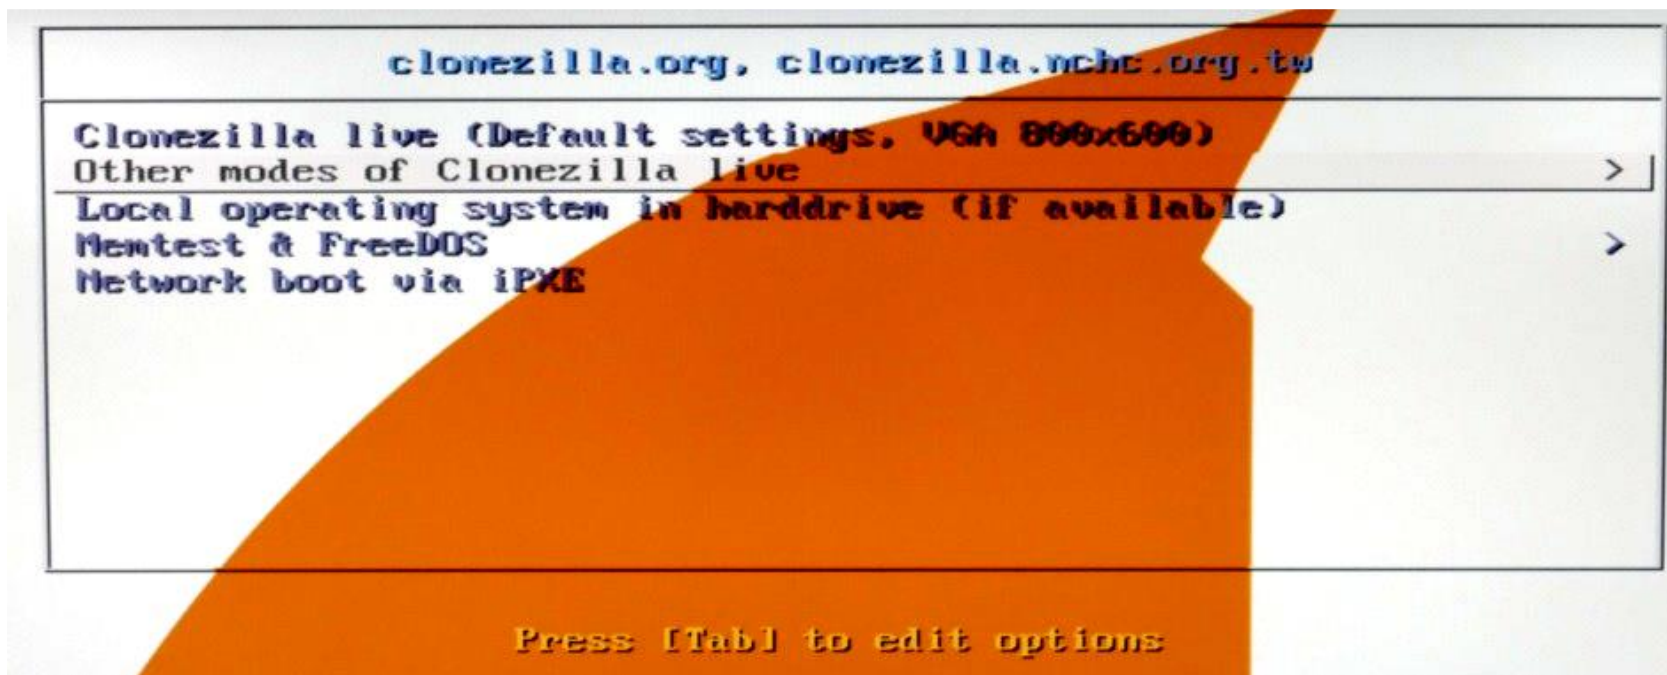 clonezilla.org, clonezilla.nchc.org.tw
Clonezilla live (Default settings, VGA 800x600)
Other modes of Clonezilla live >
Local operating system in harddrive (if available)
Memtest & FreeDOS >
Network boot via iPXE
Press [Tab] to edit options